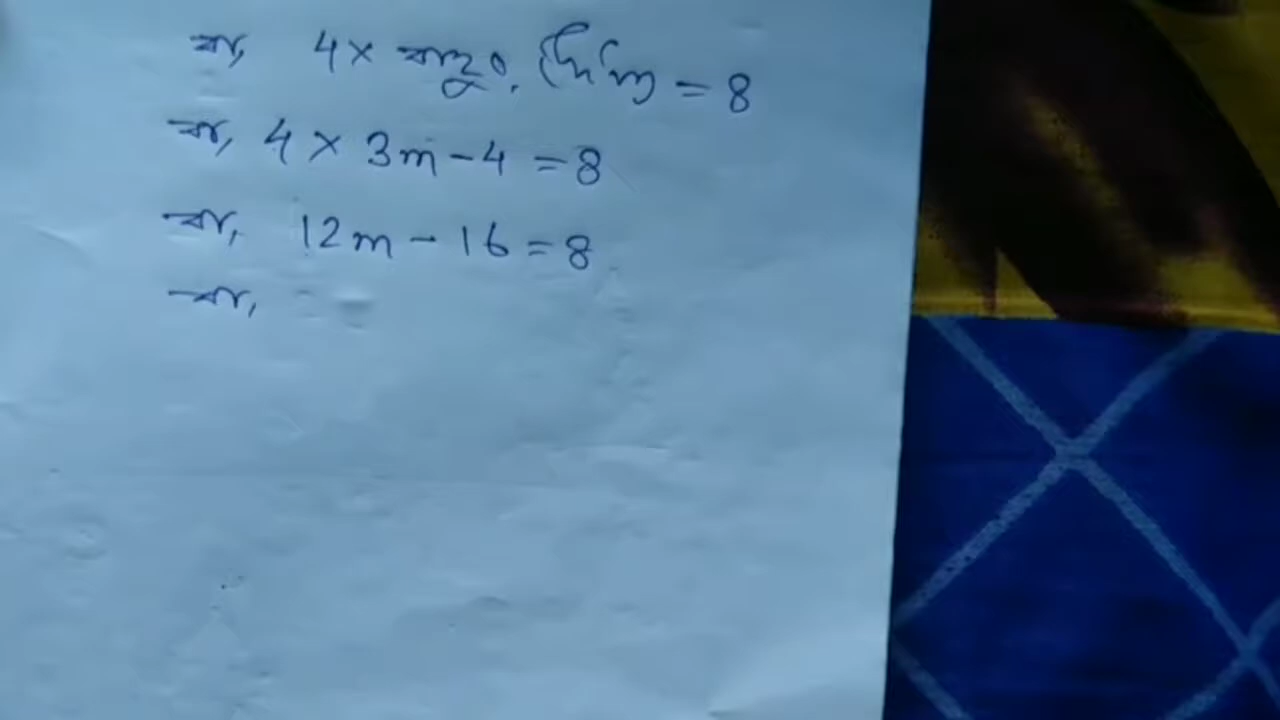 বা, 4 × বাহুর দৈর্ঘ্য = 8
বা, 4 × 3m - 4 = 8
বা, 12m - 16 = 8
বা,